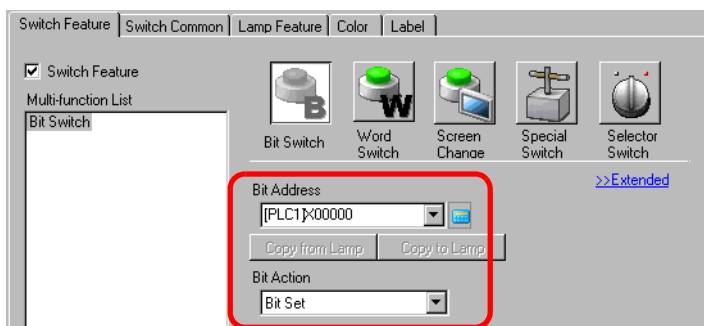 Switch Feature Switch Common Lamp Feature Color Label
Switch Feature
Multi-function List
Bit Switch
B
W
Bit Switch
Word Switch
Screen Change
Special Switch
Selector Switch
>>Extended
Bit Address
[PLC1]X00000
Copy from Lamp Copy to Lamp
Bit Action
Bit Set